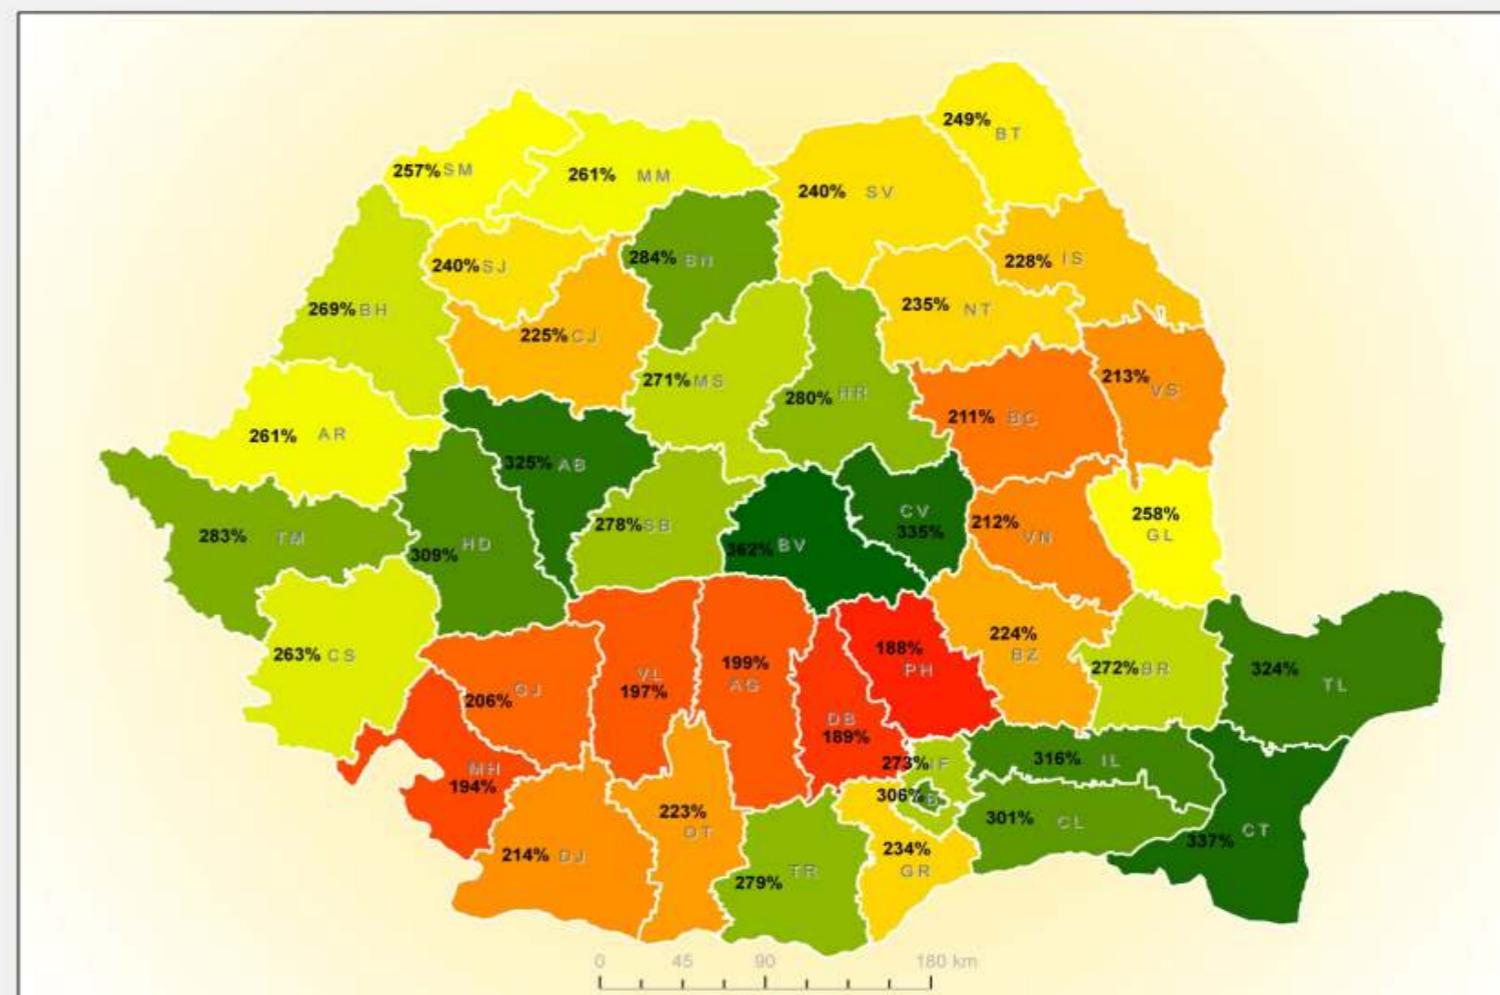 249%
BT
257% SM
261% MM
240% SV
284% BN
228% IS
240% SJ
269% BH
235% NT
225% CJ
271% MS
213%
VS
280% HR
211% BC
261% AR
325% AB
278% SB
CV
335%
212%
VN
258%
GL
283% TM
309% HD
362% BV
263% CS
224%
BZ
188%
PH
199%
AG
VL
197%
206% GJ
272% BR
324% TL
DB
189%
MH
194%
273% IF
316% IL
306% B
301% CL
223%
OT
337% CT
214% DJ
234%
GR
279% TR
0 45 90 180 km